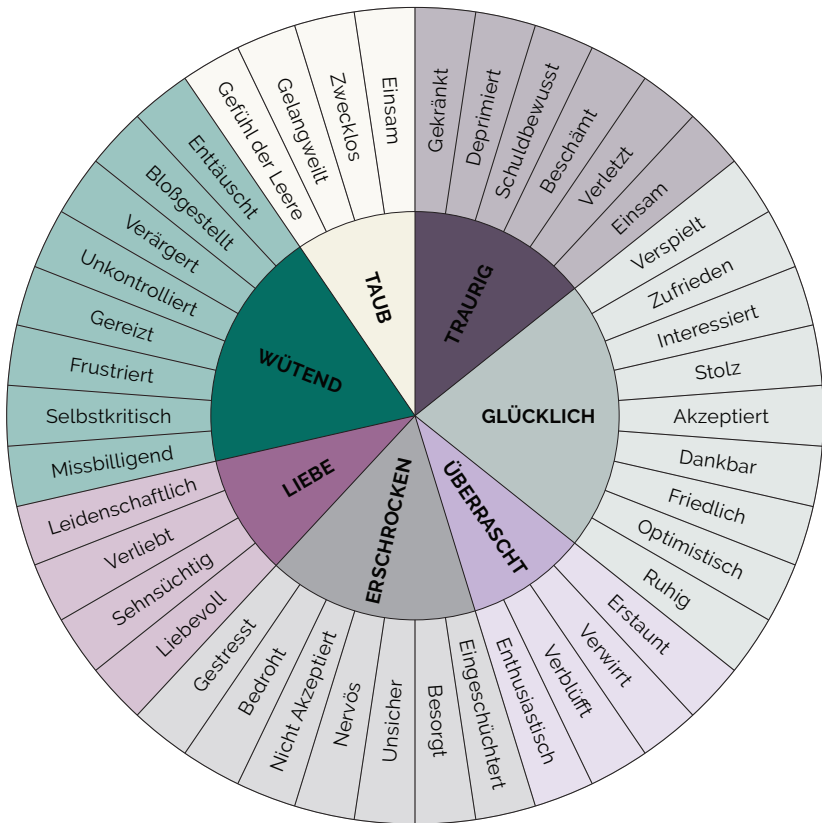 TRAURIG
Gekränkt
Deprimiert
Schuldbewusst
Beschämt
Verletzt
Einsam
GLÜCKLICH
Verspielt
Zufrieden
Interessiert
Stolz
Akzeptiert
Dankbar
Friedlich
Optimistisch
Ruhig
ÜBERRASCHT
Erstaunt
Verwirrt
Verblüfft
Enthusiastisch
ERSCHROCKEN
Eingeschüchtert
Besorgt
Unsicher
Nervös
Nicht Akzeptiert
Bedroht
Gestresst
LIEBE
Liebevoll
Sehnsüchtig
Verliebt
Leidenschaftlich
WÜTEND
Missbilligend
Selbstkritisch
Frustriert
Gereizt
Unkontrolliert
Verärgert
Bloßgestellt
Enttäuscht
TAUB
Gefühl der Leere
Gelangweilt
Zwecklos
Einsam